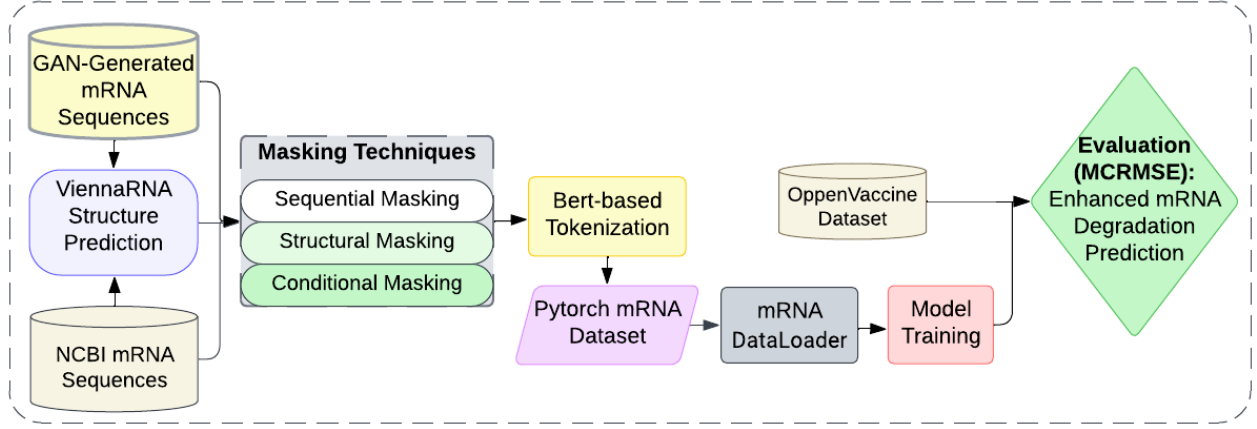 GAN-Generated
mRNA
Sequences
ViennaRNA
Structure
Prediction
NCBI mRNA
Sequences
Masking Techniques
Sequential Masking
Structural Masking
Conditional Masking
Bert-based
Tokenization
Pytorch mRNA
Dataset
mRNA
DataLoader
Model
Training
OppenVaccine
Dataset
Evaluation
(MCRMSE):
Enhanced mRNA
Degradation
Prediction